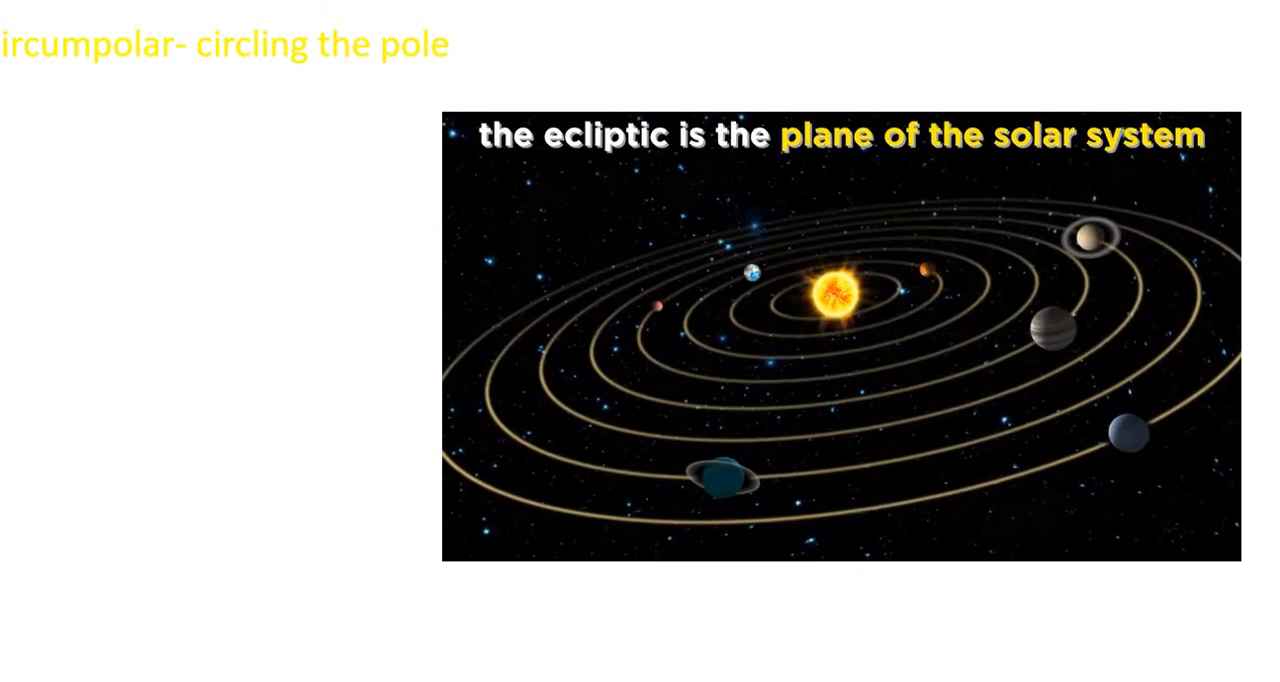 ircumpolar- circling the pole
the ecliptic is the plane of the solar system